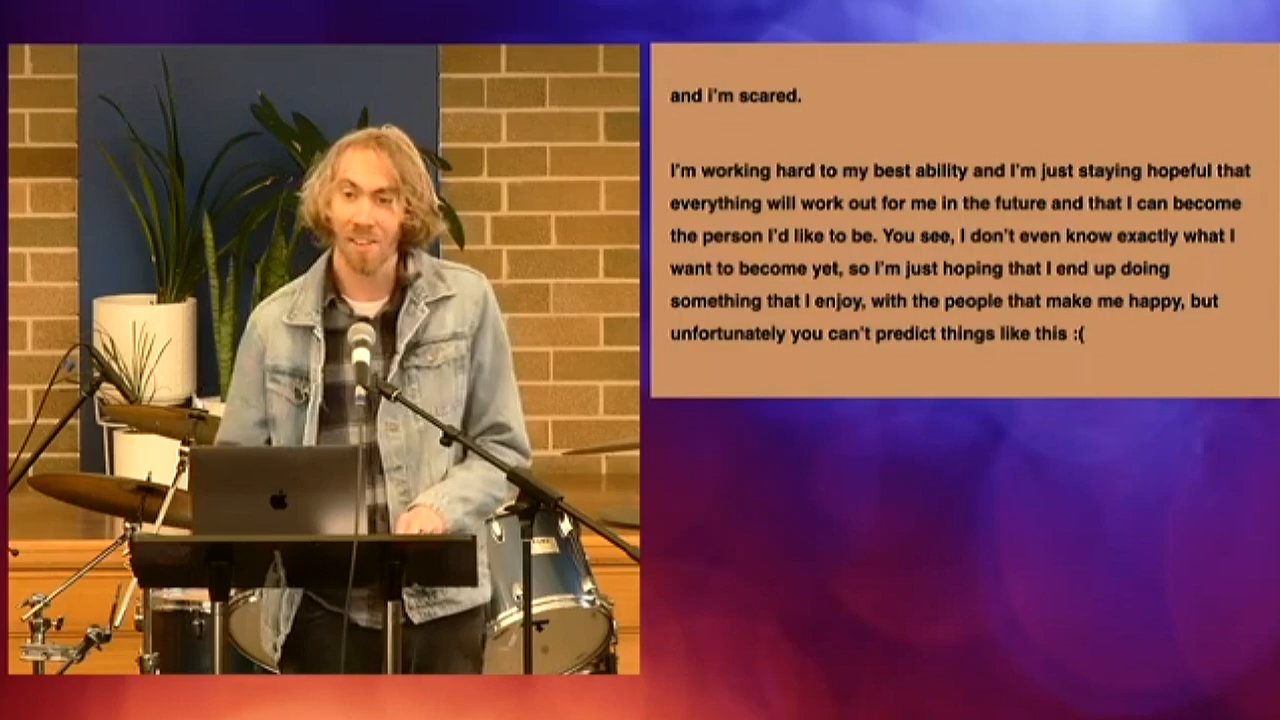 and i'm scared.
I'm working hard to my best ability and I'm just staying hopeful that
everything will work out for me in the future and that I can become
the person I'd like to be. You see, I don't even know exactly what I
want to become yet, so I'm just hoping that I end up doing
something that I enjoy, with the people that make me happy, but
unfortunately you can't predict things like this :(